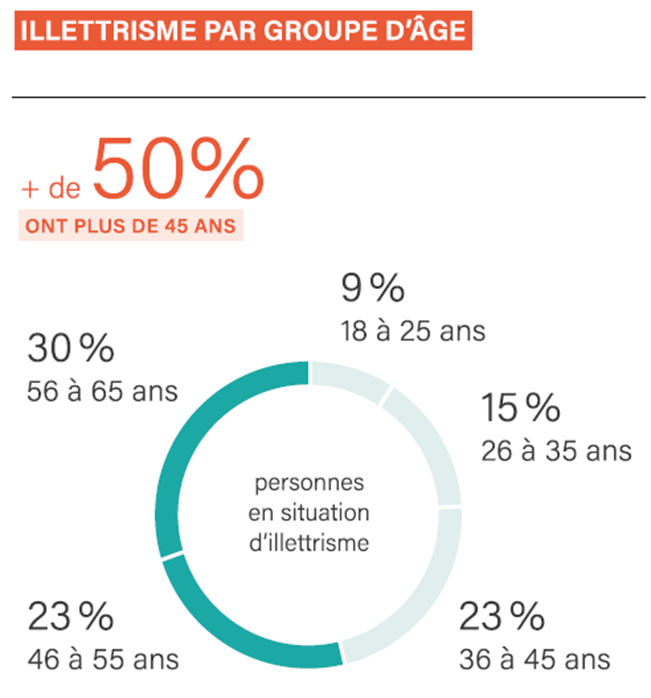 ILLETTRISME PAR GROUPE D'ÂGE
+ de 50%
ONT PLUS DE 45 ANS
9 %
18 à 25 ans
30 %
56 à 65 ans
15 %
26 à 35 ans
personnes
en situation
d'illettrisme
23 %
46 à 55 ans
23 %
36 à 45 ans